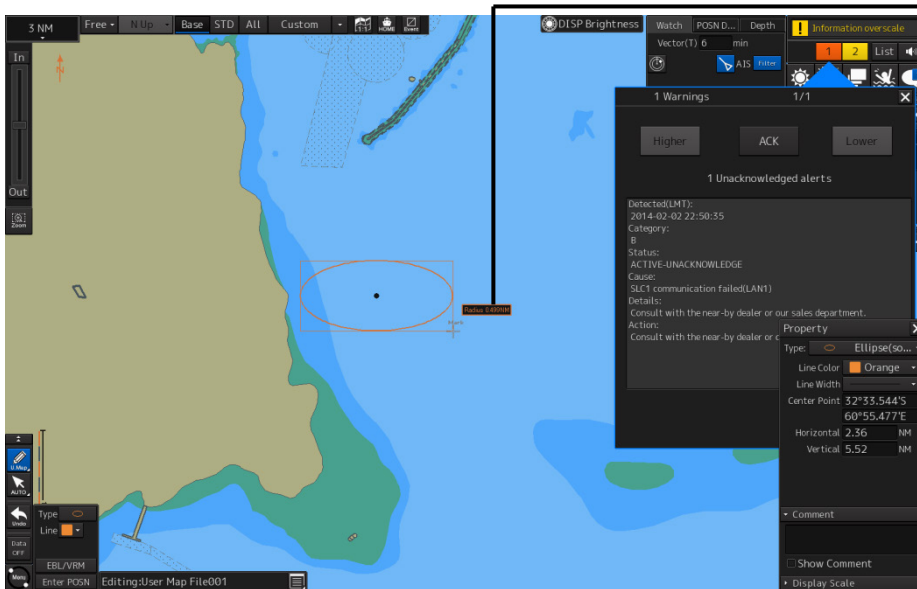 3 NM
Free
N Up
Base
STD
All
Custom
1:1
HOME
Event
DISP Brightness
Watch
POSN D...
Depth
Vector(T) 6 min
AIS
Filter
Information overscale
1
2
List
In
Out
Zoom
1 Warnings 1/1
Higher
ACK
Lower
1 Unacknowledged alerts
Detected(LMT):
2014-02-02 22:50:35
Category:
B
Status:
ACTIVE-UNACKNOWLEDGE
Cause:
SLC1 communication failed(LAN1)
Details:
Consult with the near-by dealer or our sales department.
Action:
Consult with the near-by dealer or
Radius 0.499NM
Mark
Property
Type: Ellipse(so...
Line Color Orange
Line Width
Center Point 32°33.544'S
60°55.477'E
Horizontal 2.36 NM
Vertical 5.52 NM
Comment
Show Comment
Display Scale
U.Map
AUTO
Undo
Data
OFF
Menu
Type
Line
EBL/VRM
Enter POSN
Editing:User Map File001